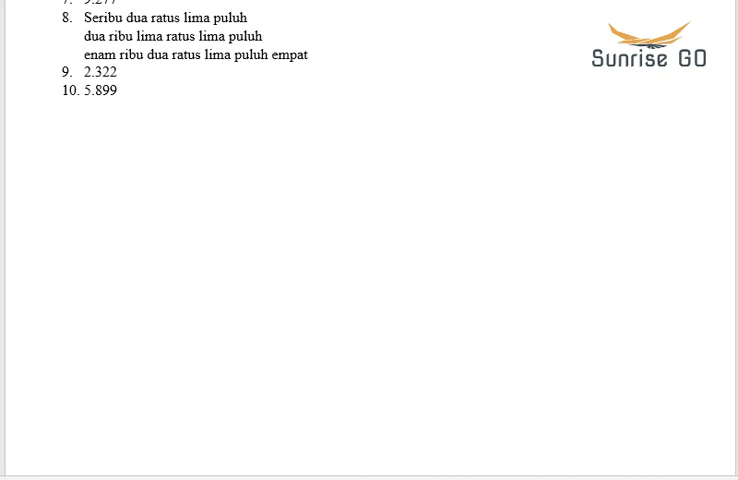 8. Seribu dua ratus lima puluh
dua ribu lima ratus lima puluh
enam ribu dua ratus lima puluh empat
9. 2.322
10. 5.899
Sunrise GO